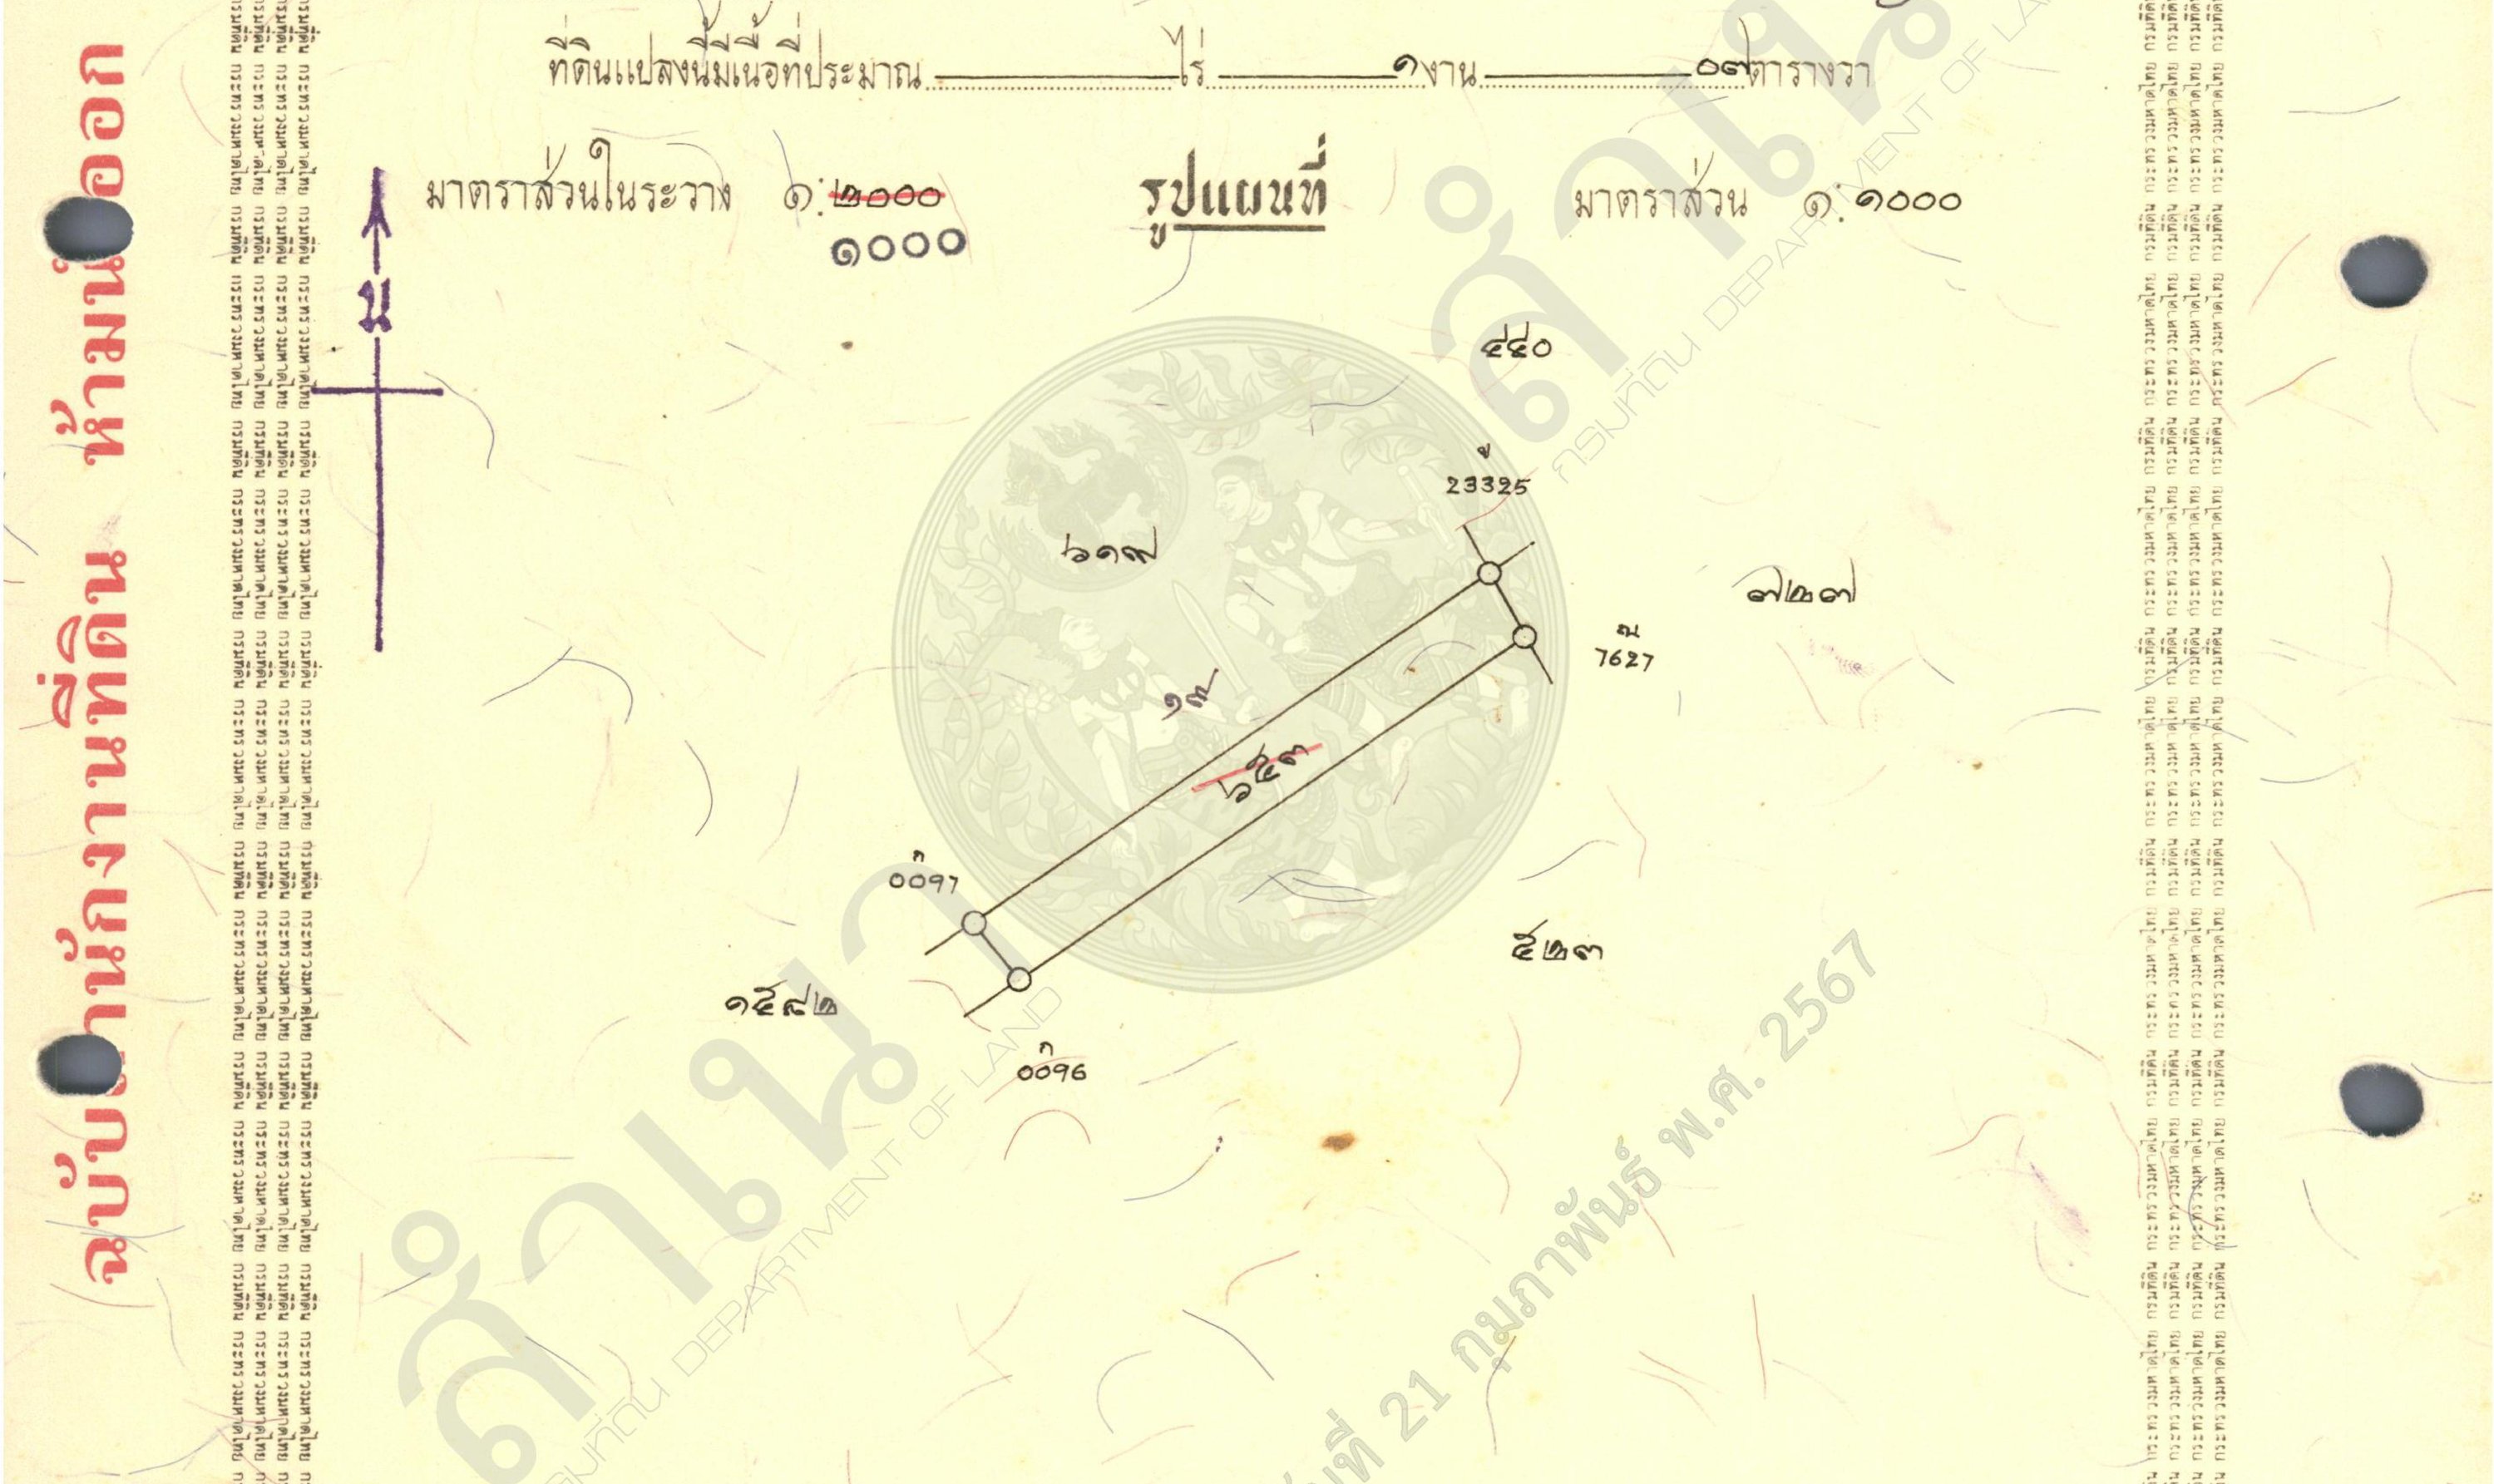 ที่ดินแปลงนี้มีเนื้อที่ประมาณ ไร่ ๑ งาน ๐๗ ตารางวา
มาตราส่วนในระวาง ๑:๒๐๐๐
๑๐๐๐
รูปแผนที่
มาตราส่วน ๑:๑๐๐๐
น
๔๔๐
23325
๖๑๗
๗๒๗
7627
๑๗
๖๕๓
0097
๕๒๓
๑๕๘๒
0096
ฉบับสำนักงานที่ดิน ห้ามนำออก
สำเนา
กรมที่ดิน DEPARTMENT OF LAND
วันที่ 21 กุมภาพันธ์ พ.ศ. 2567
กรมที่ดิน กระทรวงมหาดไทย